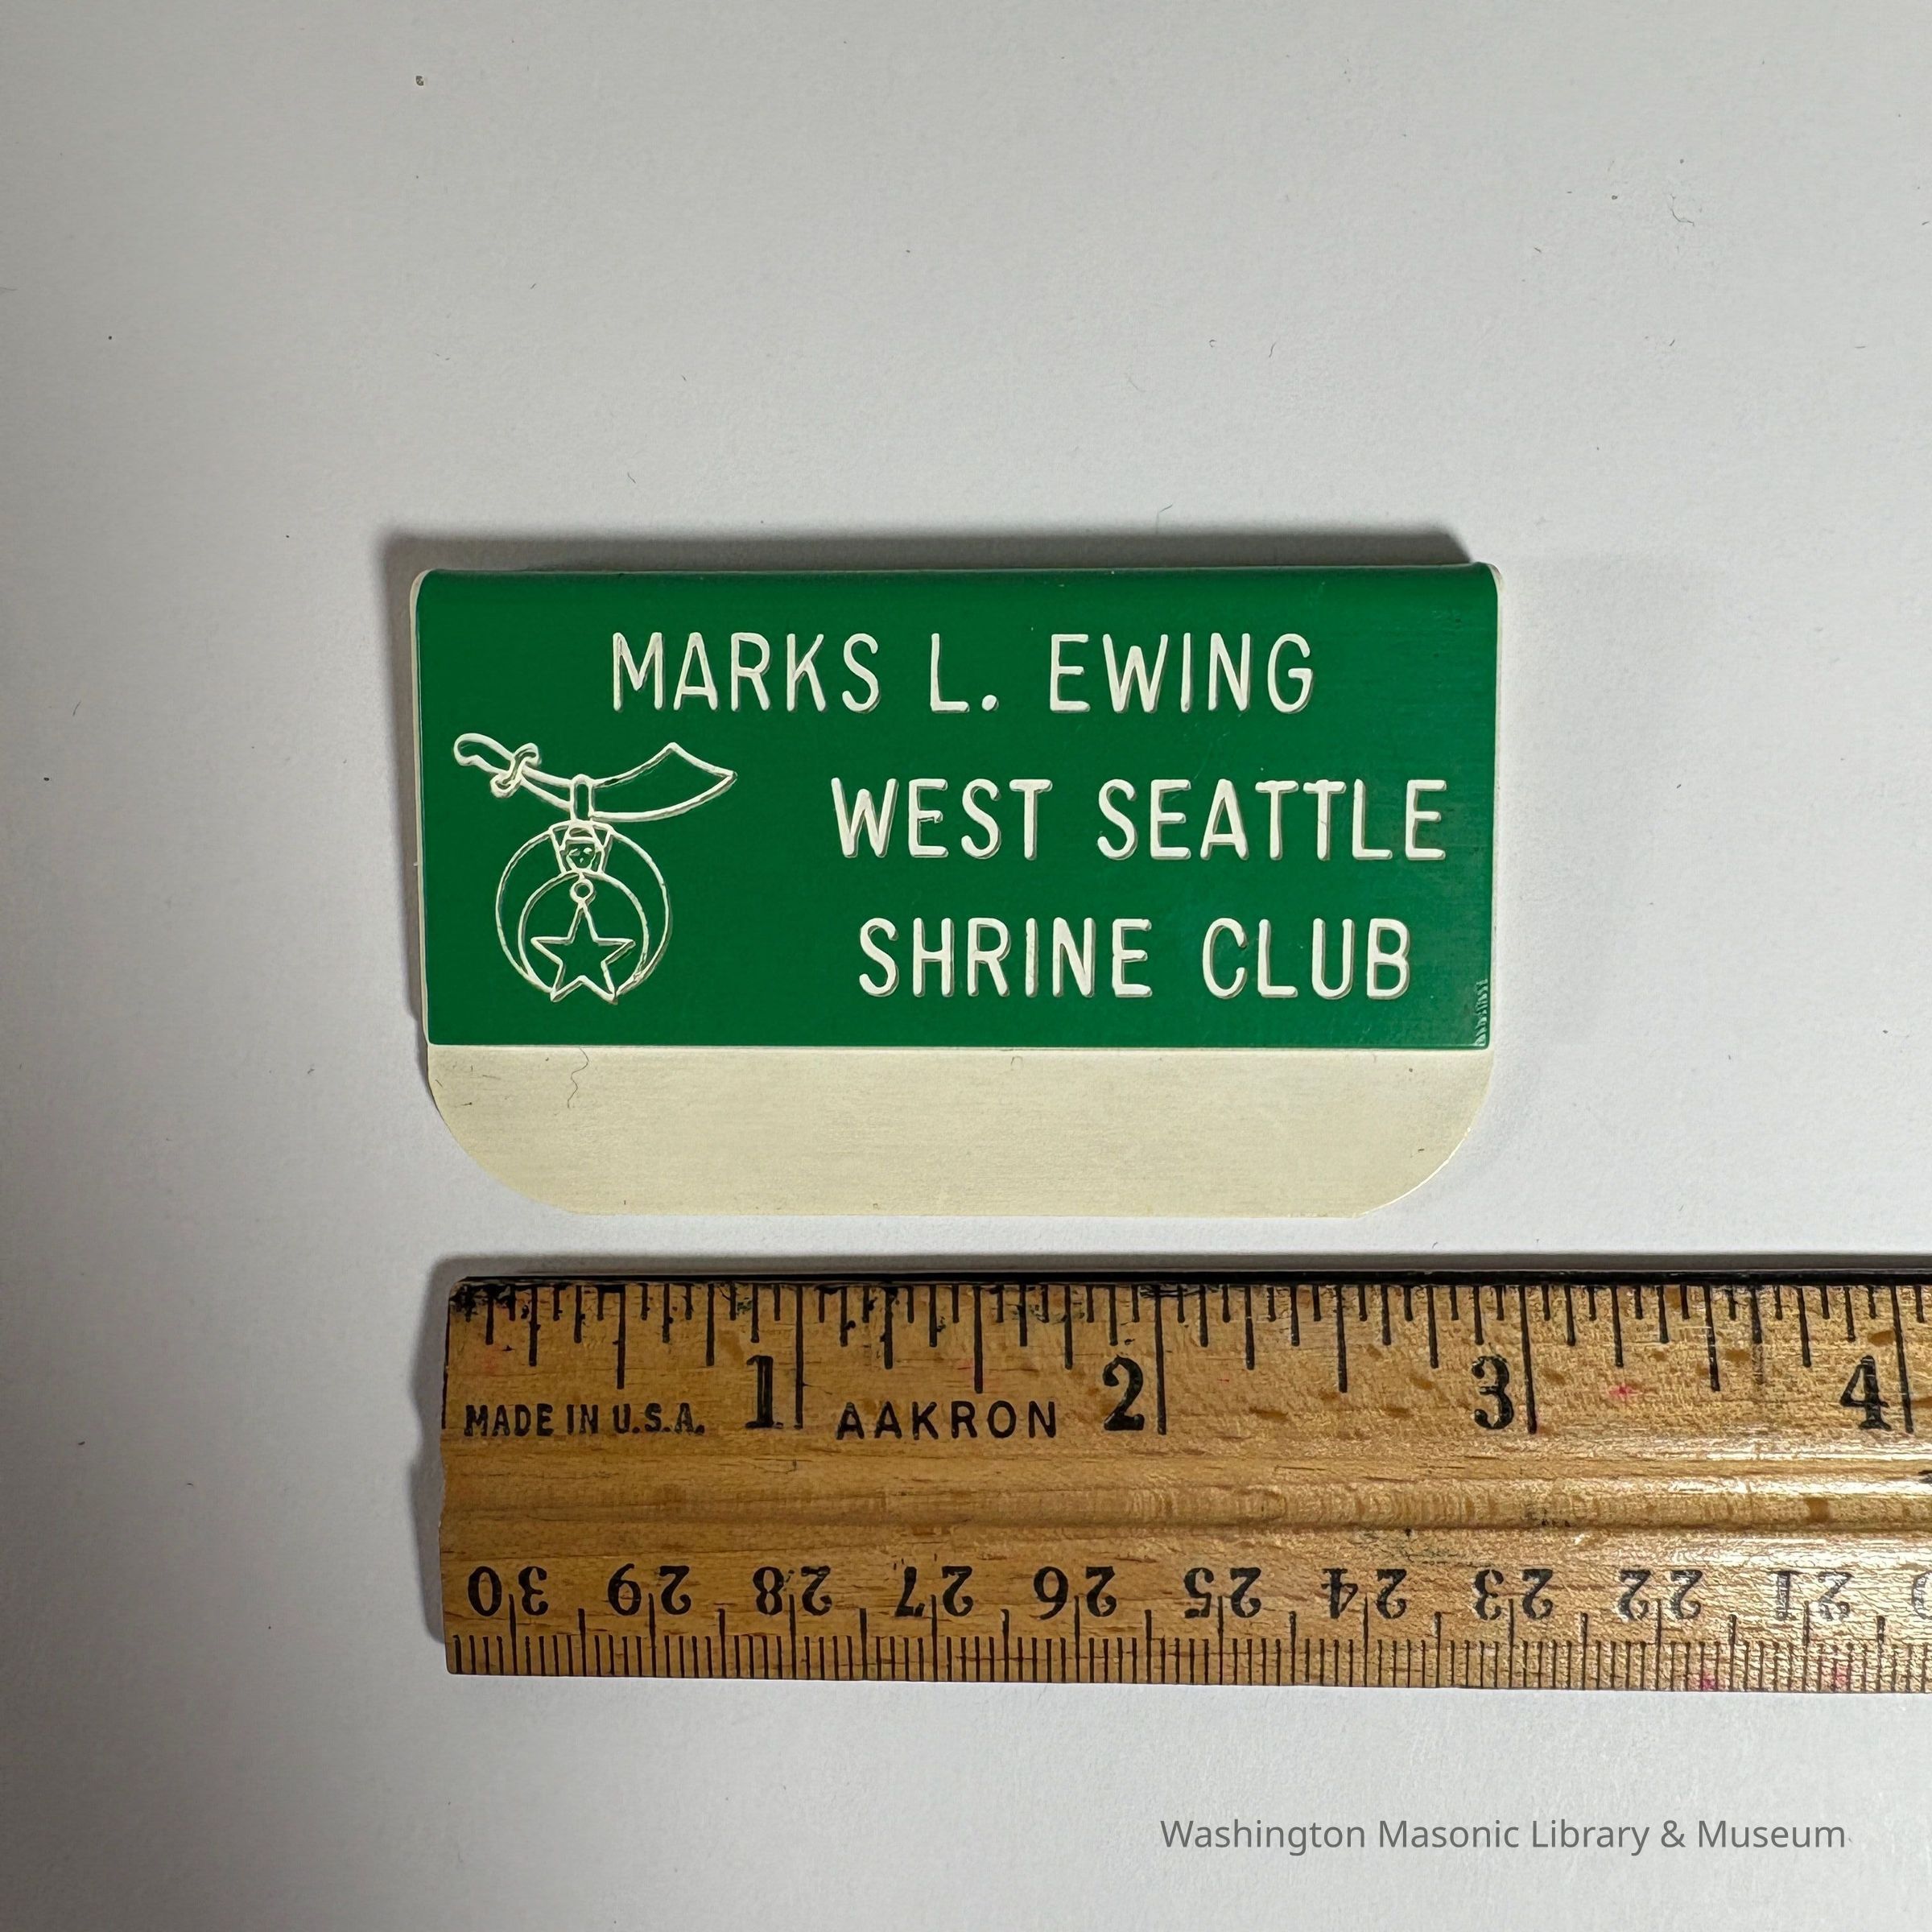 MARKS L. EWING
WEST SEATTLE
SHRINE CLUB
1 2 3 4
MADE IN U.S.A. AAKRON
30 29 28 27 26 25 24 23 22 21
Washington Masonic Library & Museum